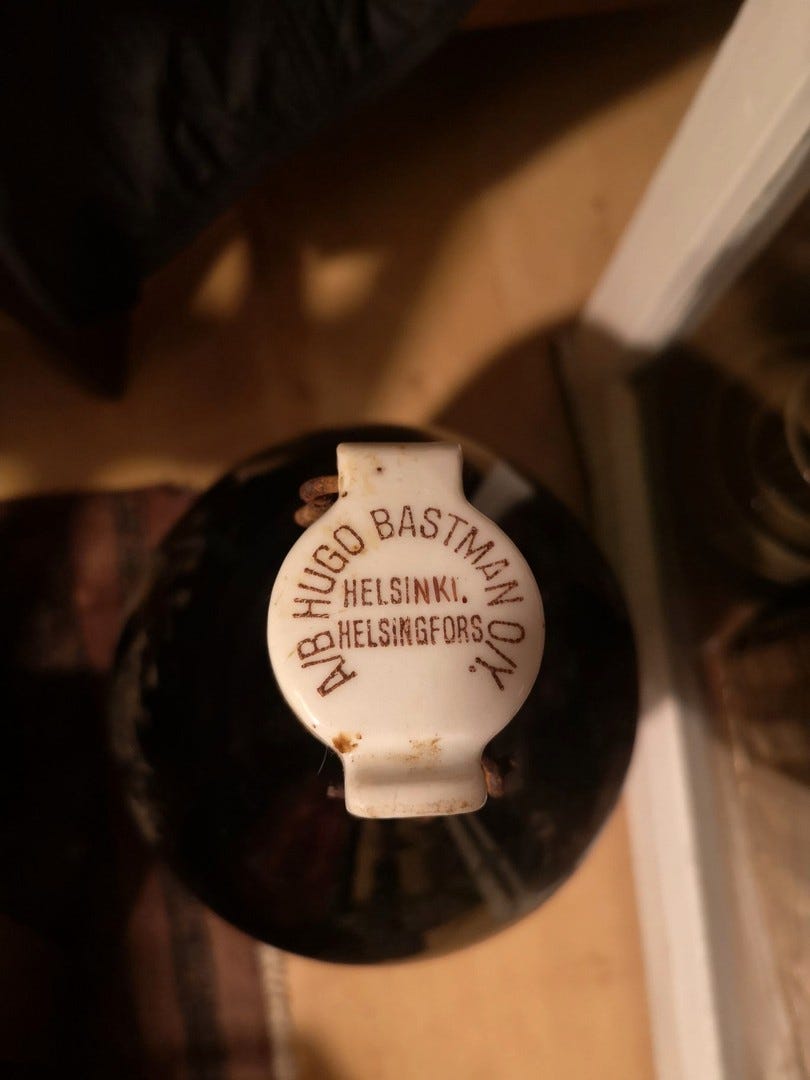 A/B HUGO BASTMAN O/Y.
HELSINKI.
HELSINGFORS